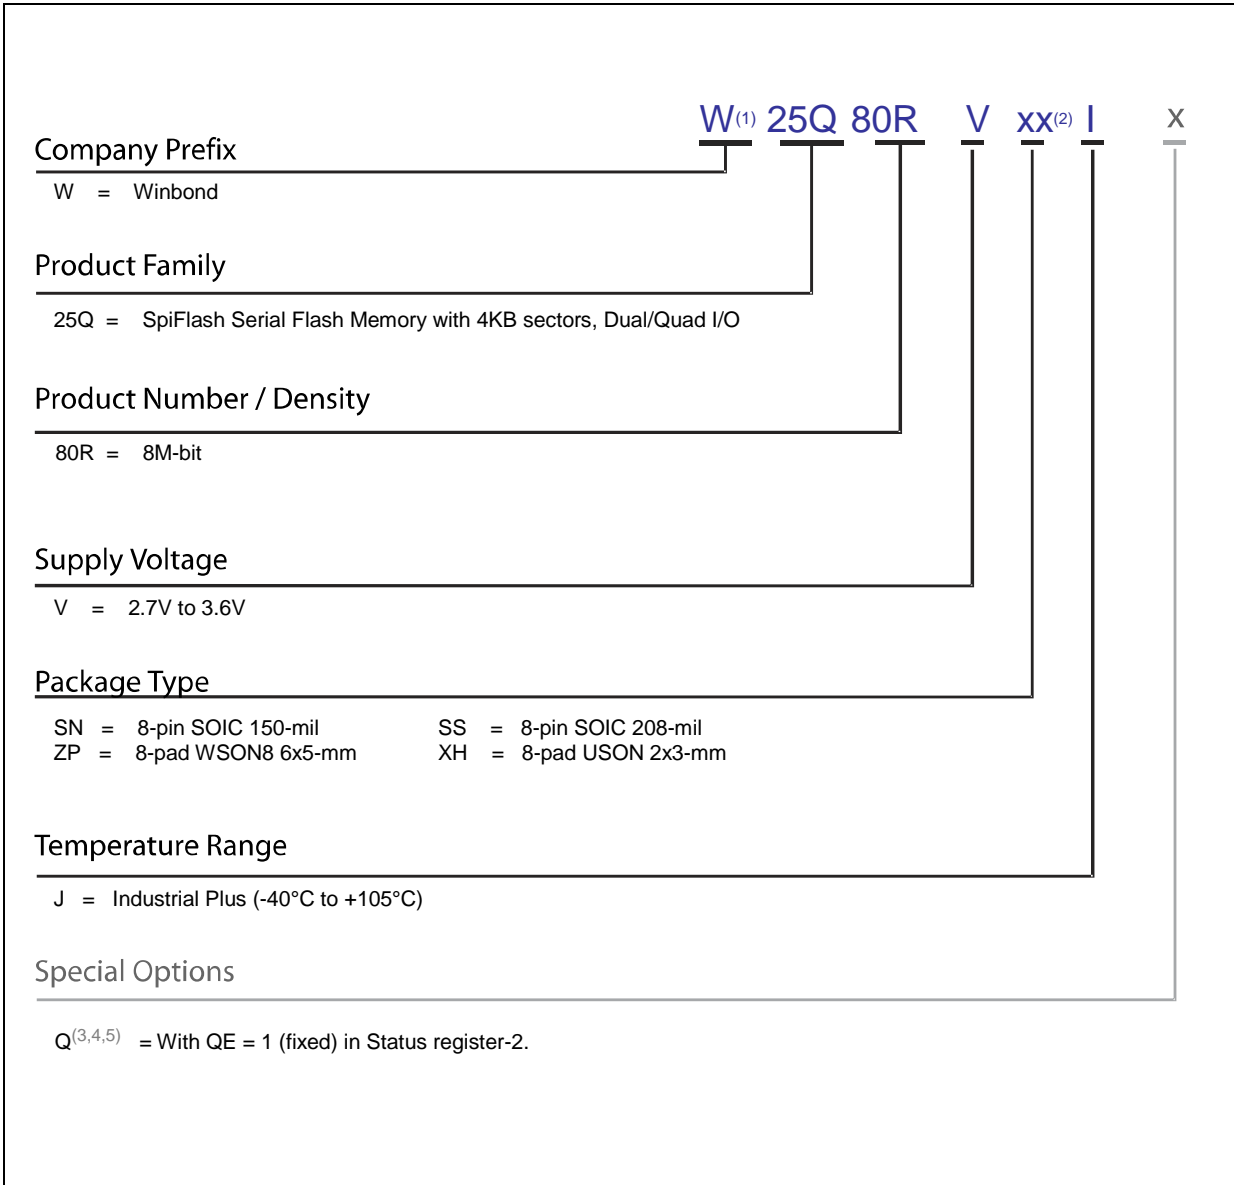 W(1) 25Q 80R V xx(2) I x
Company Prefix
W = Winbond
Product Family
25Q = SpiFlash Serial Flash Memory with 4KB sectors, Dual/Quad I/O
Product Number / Density
80R = 8M-bit
Supply Voltage
V = 2.7V to 3.6V
Package Type
SN = 8-pin SOIC 150-mil SS = 8-pin SOIC 208-mil
ZP = 8-pad WSON8 6x5-mm XH = 8-pad USON 2x3-mm
Temperature Range
J = Industrial Plus (-40°C to +105°C)
Special Options
Q(3,4,5) = With QE = 1 (fixed) in Status register-2.